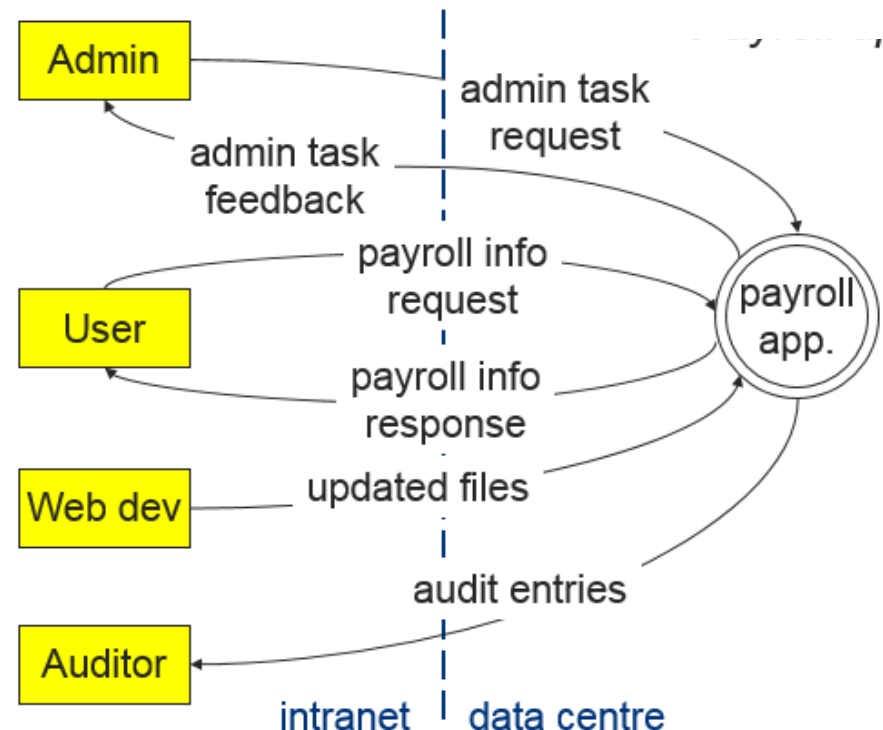 Admin
admin task
request
admin task
feedback
payroll info
request
payroll
app.
User
payroll info
response
Web dev
updated files
audit entries
Auditor
intranet
data centre